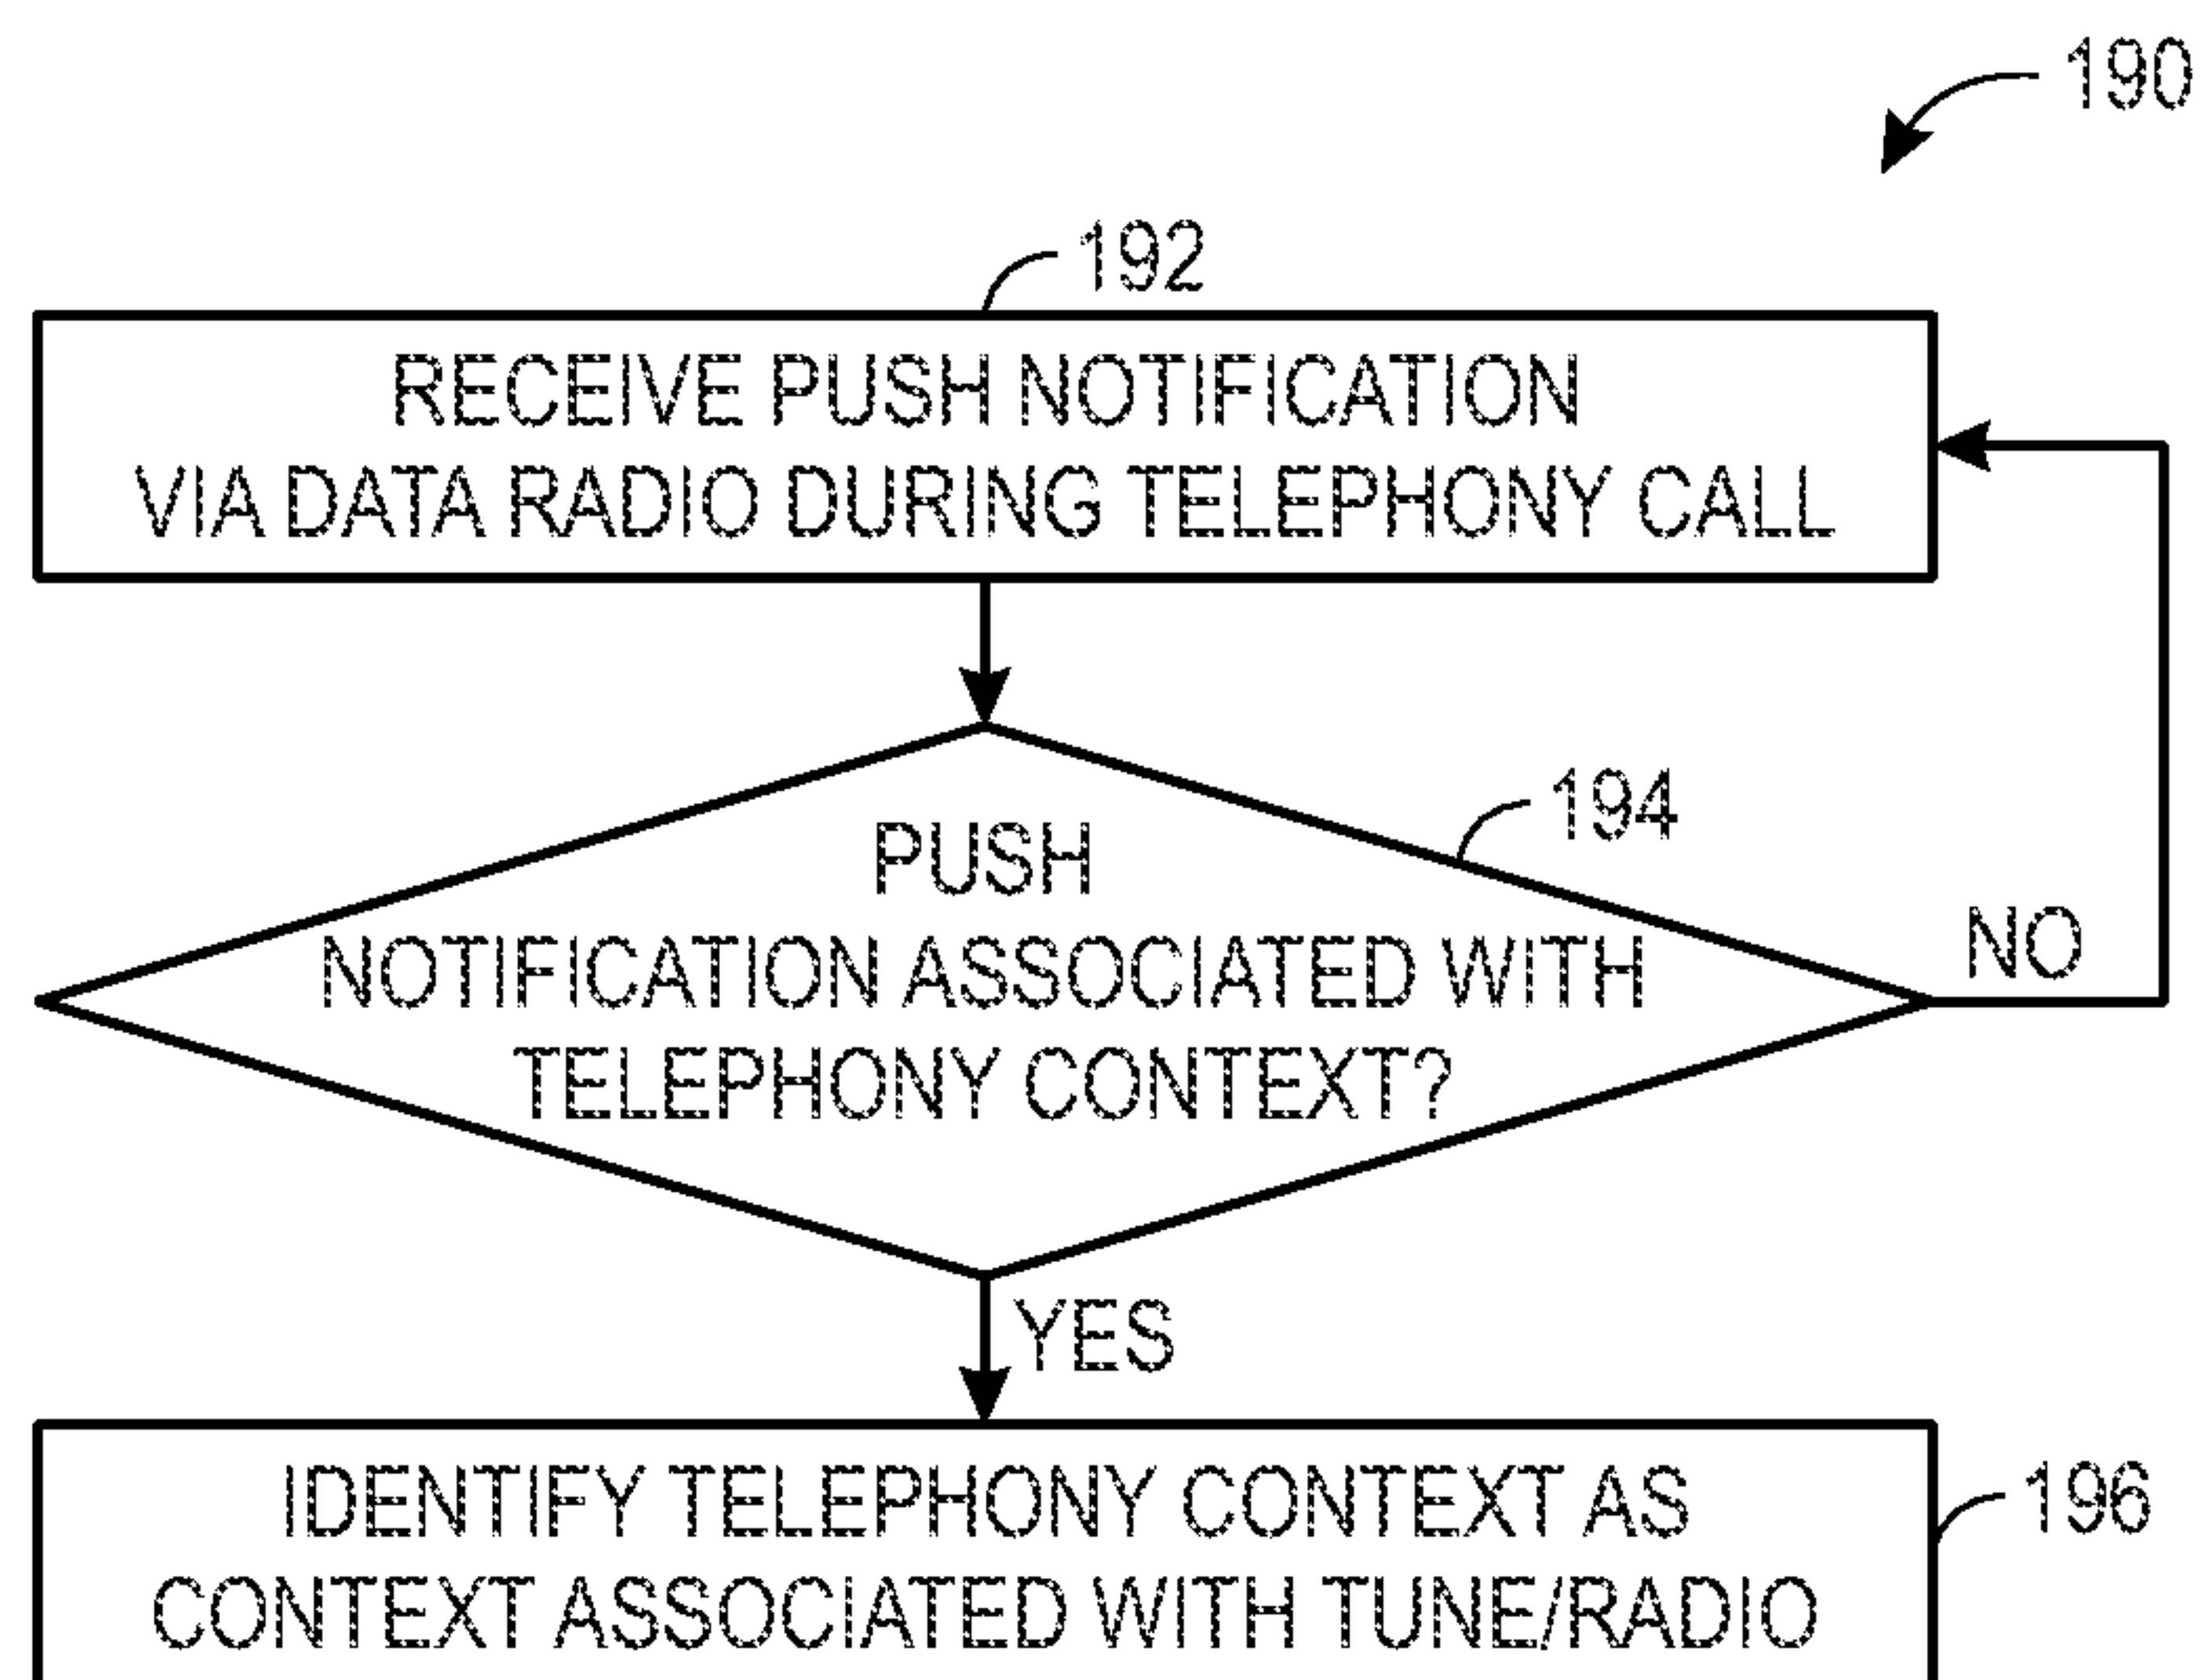 190
192
RECEIVE PUSH NOTIFICATION
VIA DATA RADIO DURING TELEPHONY CALL
194
PUSH
NOTIFICATION ASSOCIATED WITH
TELEPHONY CONTEXT?
NO
YES
IDENTIFY TELEPHONY CONTEXT AS
CONTEXT ASSOCIATED WITH TUNE/RADIO
196